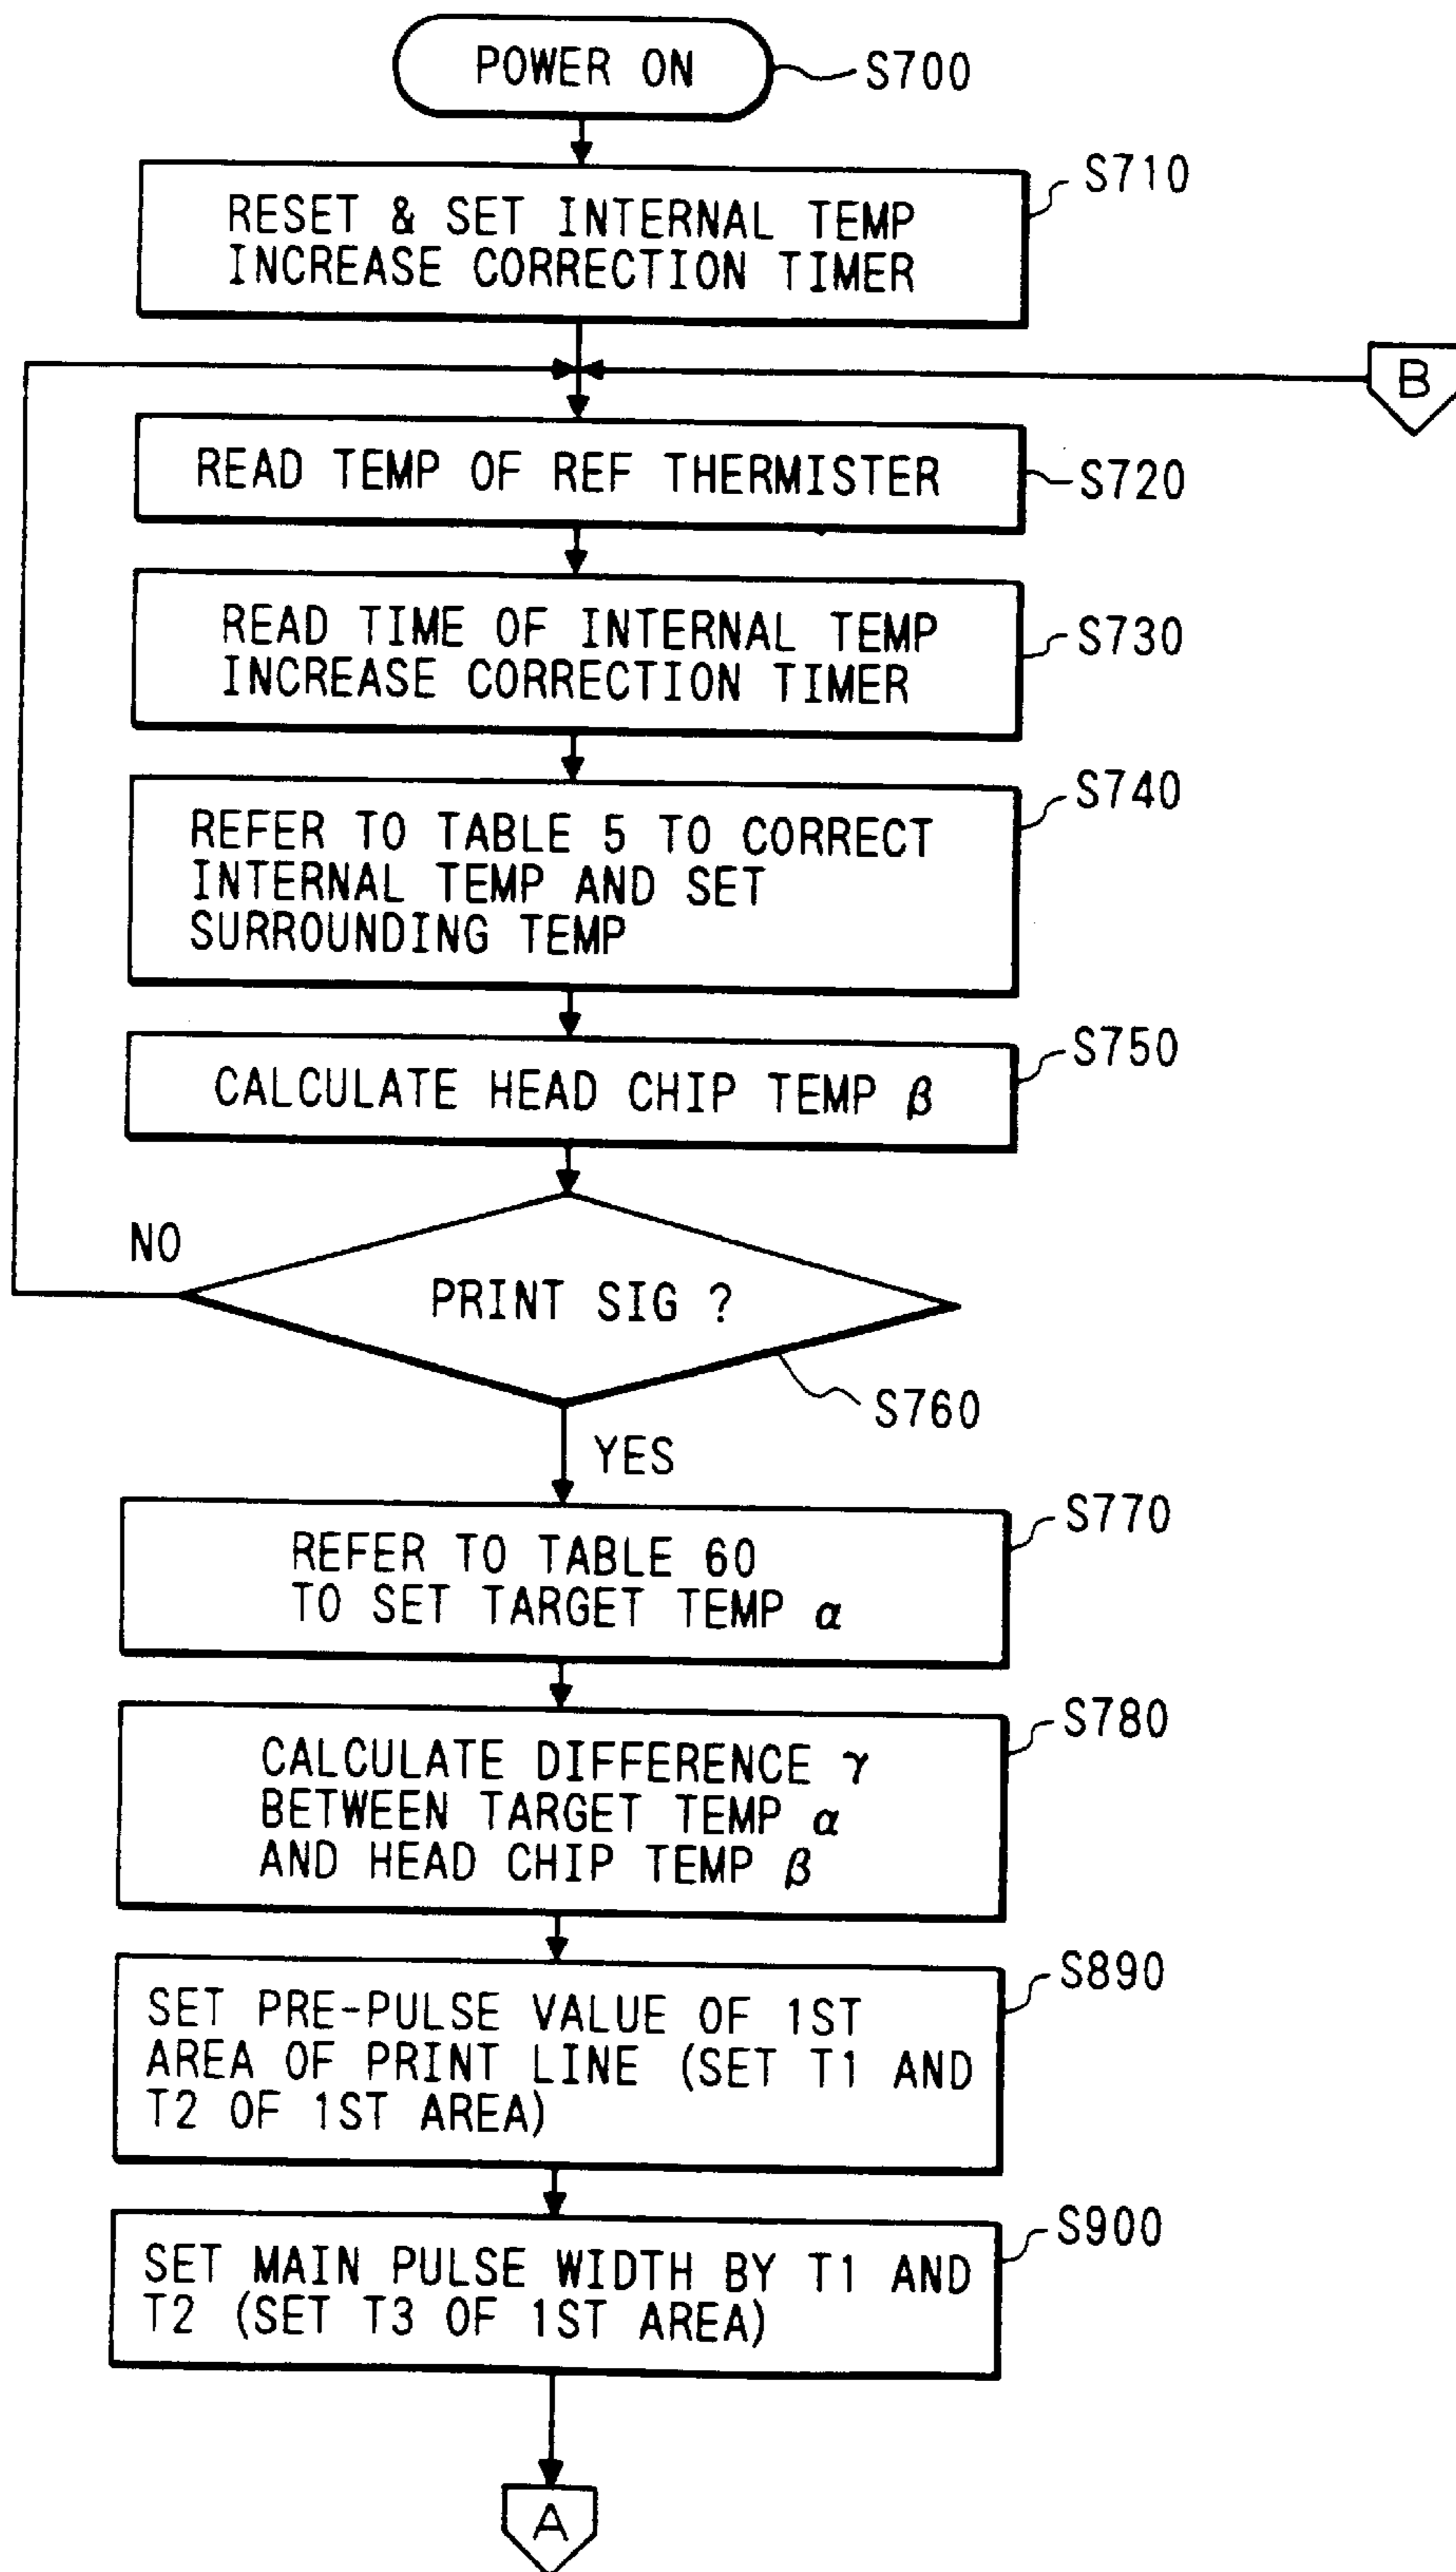 POWER ON
S700
S710
RESET & SET INTERNAL TEMP
INCREASE CORRECTION TIMER
B
READ TEMP OF REF THERMISTER
S720
READ TIME OF INTERNAL TEMP
INCREASE CORRECTION TIMER
S730
S740
REFER TO TABLE 5 TO CORRECT
INTERNAL TEMP AND SET
SURROUNDING TEMP
S750
CALCULATE HEAD CHIP TEMP β
NO
PRINT SIG ?
S760
YES
S770
REFER TO TABLE 60
TO SET TARGET TEMP α
S780
CALCULATE DIFFERENCE γ
BETWEEN TARGET TEMP α
AND HEAD CHIP TEMP β
S890
SET PRE-PULSE VALUE OF 1ST
AREA OF PRINT LINE (SET T1 AND
T2 OF 1ST AREA)
S900
SET MAIN PULSE WIDTH BY T1 AND
T2 (SET T3 OF 1ST AREA)
A